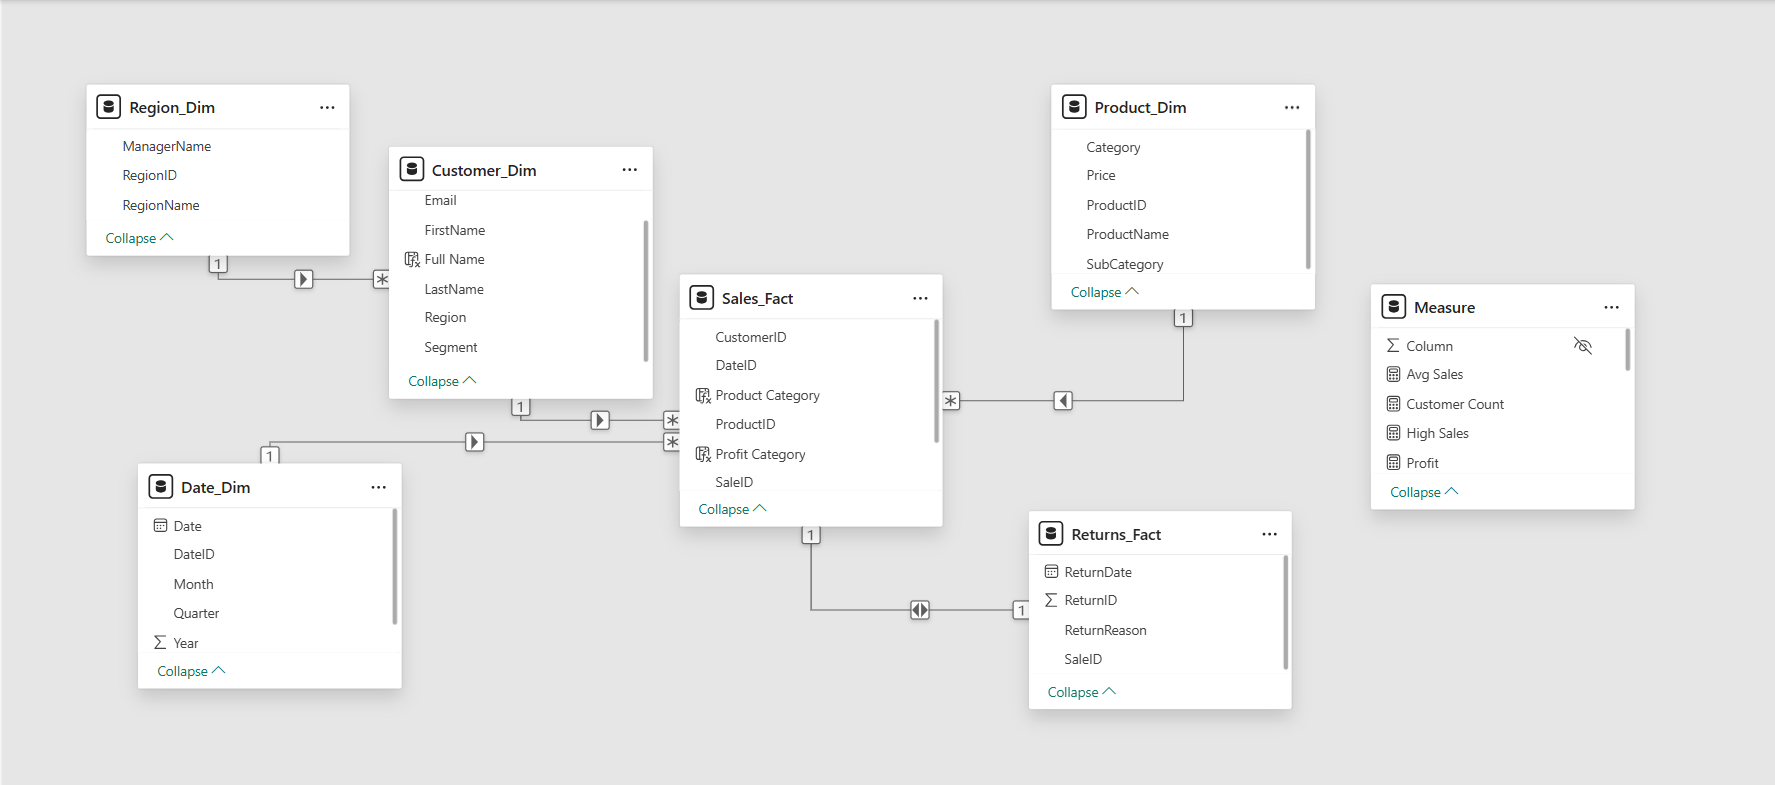 Region_Dim
ManagerName
RegionID
RegionName
Collapse
1
*
Customer_Dim
Email
FirstName
Full Name
LastName
Region
Segment
Collapse
1
*
Date_Dim
Date
DateID
Month
Quarter
Year
Collapse
1
*
Sales_Fact
CustomerID
DateID
Product Category
ProductID
Profit Category
SaleID
Collapse
1
Product_Dim
Category
Price
ProductID
ProductName
SubCategory
Collapse
1
*
Returns_Fact
ReturnDate
ReturnID
ReturnReason
SaleID
Collapse
1
Measure
Column
Avg Sales
Customer Count
High Sales
Profit
Collapse